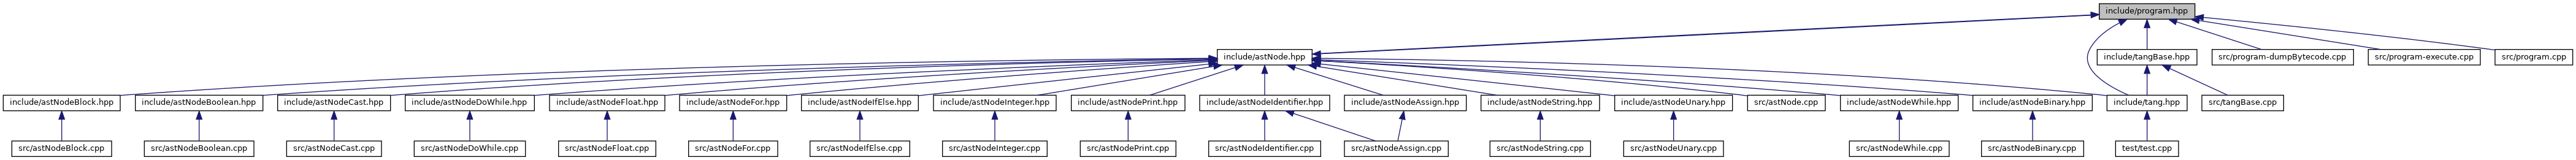 include/program.hpp
include/astNode.hpp
include/tangBase.hpp
src/program-dumpBytecode.cpp
src/program-execute.cpp
src/program.cpp
include/astNodeBlock.hpp
include/astNodeBoolean.hpp
include/astNodeCast.hpp
include/astNodeDoWhile.hpp
include/astNodeFloat.hpp
include/astNodeFor.hpp
include/astNodeIfElse.hpp
include/astNodeInteger.hpp
include/astNodePrint.hpp
include/astNodeIdentifier.hpp
include/astNodeAssign.hpp
include/astNodeString.hpp
include/astNodeUnary.hpp
src/astNode.cpp
include/astNodeWhile.hpp
include/astNodeBinary.hpp
include/tang.hpp
src/tangBase.cpp
src/astNodeBlock.cpp
src/astNodeBoolean.cpp
src/astNodeCast.cpp
src/astNodeDoWhile.cpp
src/astNodeFloat.cpp
src/astNodeFor.cpp
src/astNodeIfElse.cpp
src/astNodeInteger.cpp
src/astNodePrint.cpp
src/astNodeIdentifier.cpp
src/astNodeAssign.cpp
src/astNodeString.cpp
src/astNodeUnary.cpp
src/astNodeWhile.cpp
src/astNodeBinary.cpp
test/test.cpp